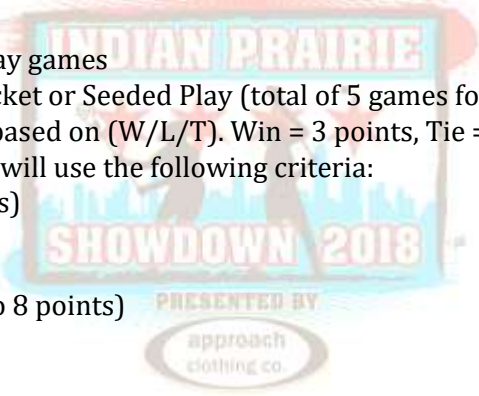 INDIAN PRAIRIE
ay games
cket or Seeded Play (total of 5 games fo
based on (W/L/T). Win = 3 points, Tie =
will use the following criteria:
s)
SHOWDOWN 2018
o 8 points)
PRESENTED BY
approach
clothing co.